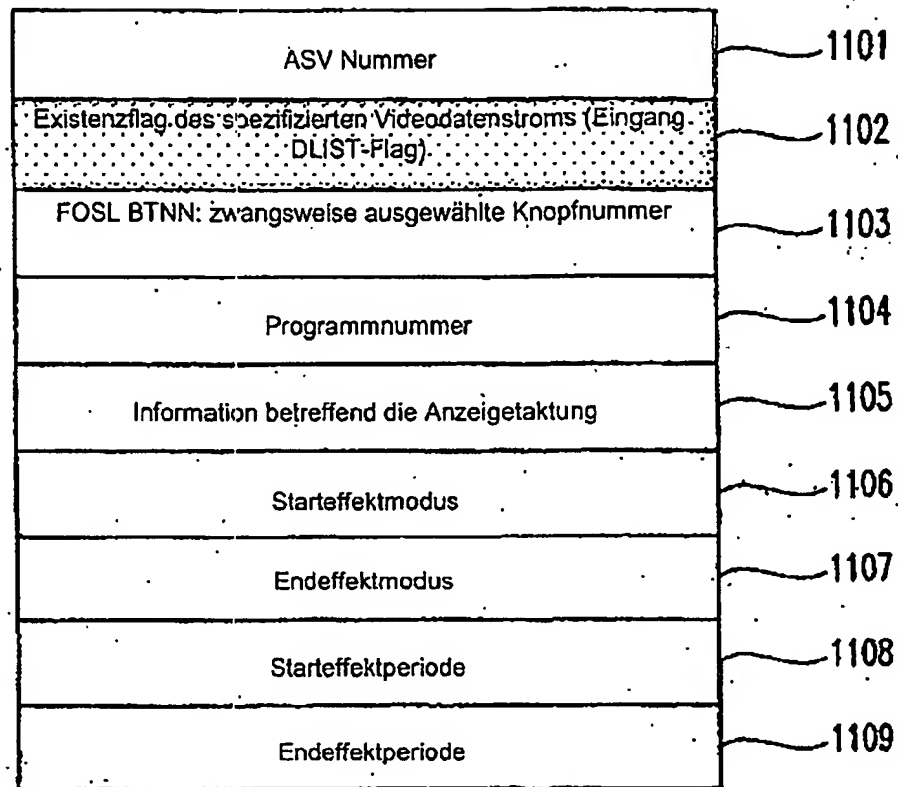 ASV Nummer
1101
Existenzflag des spezifizierten Videodatenstroms (Eingang
DLIST-Flag)
1102
FOSL BTNN: zwangsweise ausgewählte Knopfnummer
1103
Programmnummer
1104
Information betreffend die Anzeigetaktung
1105
Starteffektmodus
1106
Endeffektmodus
1107
Starteffektperiode
1108
Endeffektperiode
1109